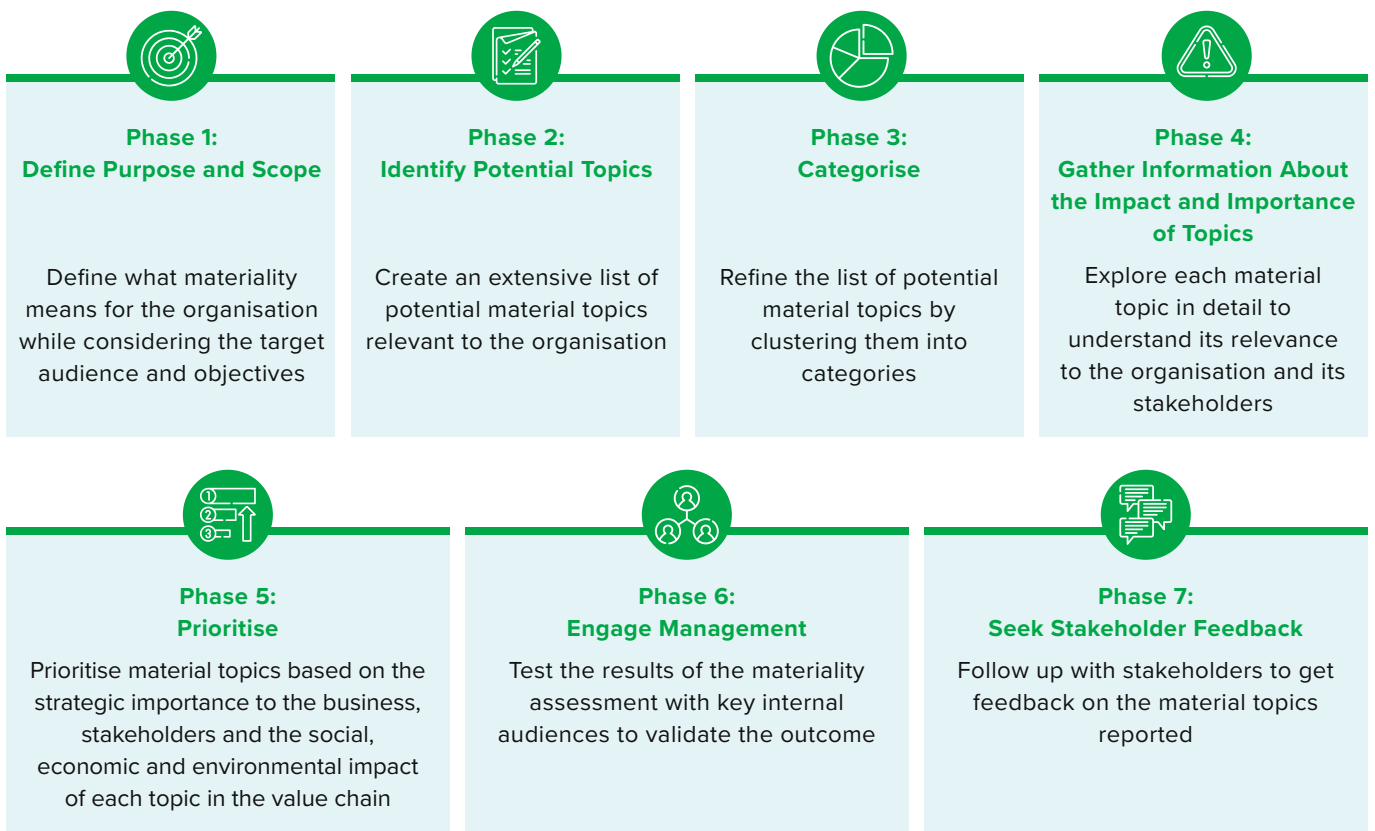 Phase 1:
Define Purpose and Scope
Define what materiality
means for the organisation
while considering the target
audience and objectives
Phase 2:
Identify Potential Topics
Create an extensive list of
potential material topics
relevant to the organisation
Phase 3:
Categorise
Refine the list of potential
material topics by
clustering them into
categories
Phase 4:
Gather Information About
the Impact and Importance
of Topics
Explore each material
topic in detail to
understand its relevance
to the organisation and its
stakeholders
1
2
3
Phase 5:
Prioritise
Prioritise material topics based on the
strategic importance to the business,
stakeholders and the social,
economic and environmental impact
of each topic in the value chain
Phase 6:
Engage Management
Test the results of the materiality
assessment with key internal
audiences to validate the outcome
Phase 7:
Seek Stakeholder Feedback
Follow up with stakeholders to get
feedback on the material topics
reported